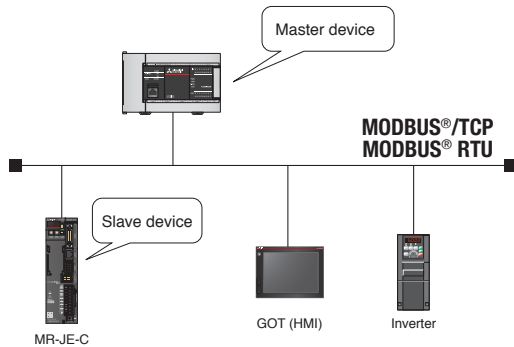 Master device
MODBUS®/TCP
MODBUS® RTU
Slave device
GOT (HMI)
Inverter
MR-JE-C